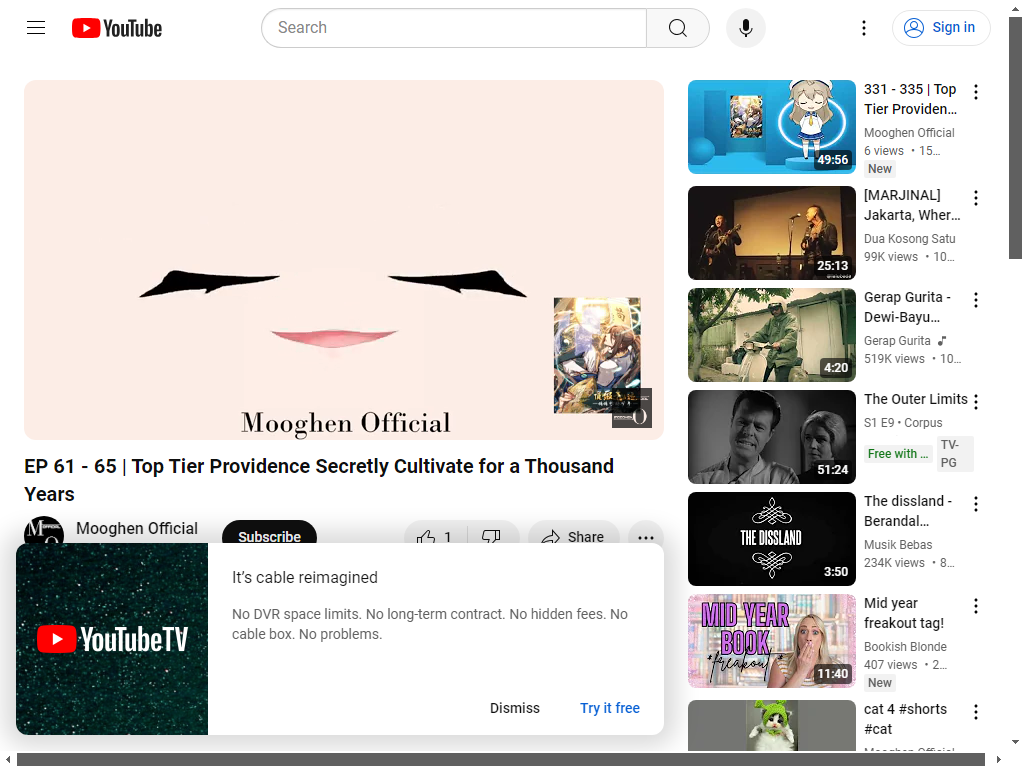 YouTube
Search
Sign in
Mooghen Official
EP 61 - 65 | Top Tier Providence Secretly Cultivate for a Thousand
Years
Mooghen Official
Subscribe
1
Share
YouTubeTV
It's cable reimagined
No DVR space limits. No long-term contract. No hidden fees. No
cable box. No problems.
Dismiss
Try it free
49:56
331 - 335 | Top
Tier Providen…
Mooghen Official
6 views • 15…
New
25:13
[MARJINAL]
Jakarta, Wher…
Dua Kosong Satu
99K views • 10…
4:20
Gerap Gurita -
Dewi-Bayu…
Gerap Gurita
519K views • 10…
51:24
The Outer Limits
S1 E9 • Corpus
Free with …
TV-
PG
THE DISSLAND
3:50
The dissland -
Berandal…
Musik Bebas
234K views • 8…
MID YEAR
BOOK
*freakout*
11:40
Mid year
freakout tag!
Bookish Blonde
407 views • 2…
New
cat 4 #shorts
#cat
Mooghen Official